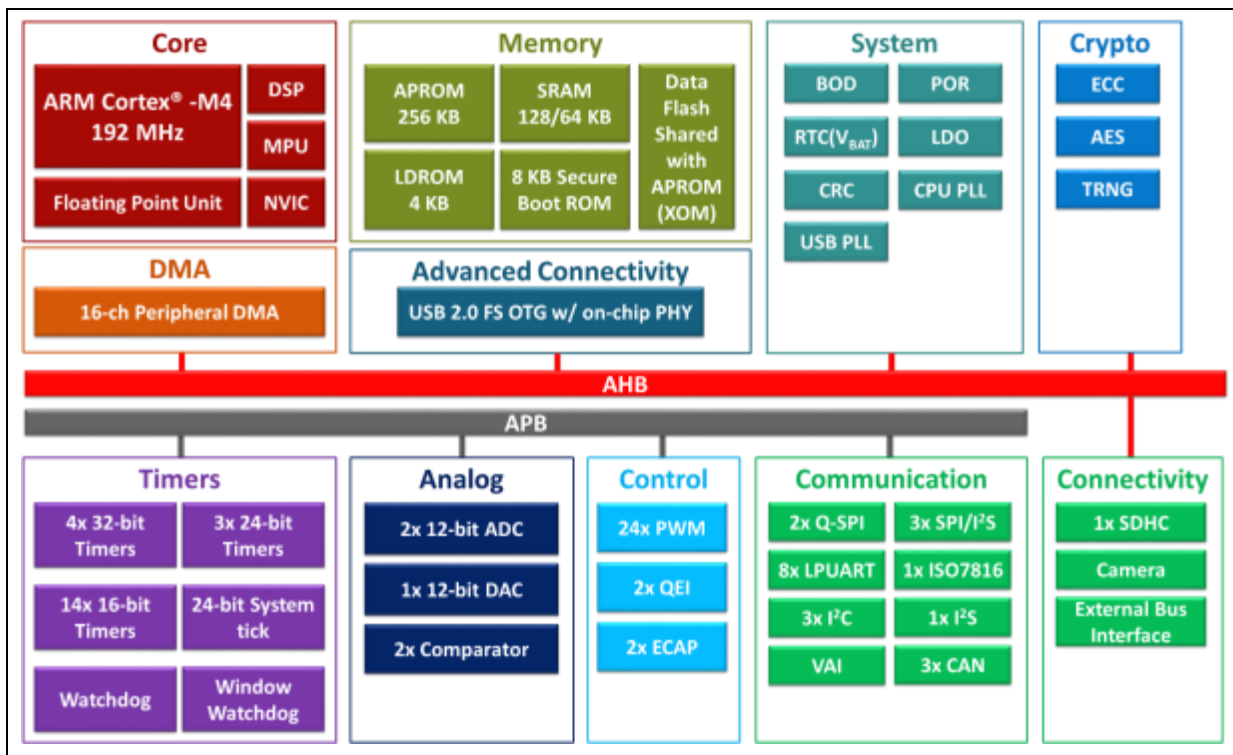 Core
ARM Cortex® -M4
192 MHz
DSP
MPU
Floating Point Unit
NVIC
Memory
APROM
256 KB
SRAM
128/64 KB
Data
Flash
Shared
with
APROM
(XOM)
LDROM
4 KB
8 KB Secure
Boot ROM
System
BOD
POR
RTC(VBAT)
LDO
CRC
CPU PLL
USB PLL
Crypto
ECC
AES
TRNG
DMA
16-ch Peripheral DMA
Advanced Connectivity
USB 2.0 FS OTG w/ on-chip PHY
AHB
APB
Timers
4x 32-bit
Timers
3x 24-bit
Timers
14x 16-bit
Timers
24-bit System
tick
Watchdog
Window
Watchdog
Analog
2x 12-bit ADC
1x 12-bit DAC
2x Comparator
Control
24x PWM
2x QEI
2x ECAP
Communication
2x Q-SPI
3x SPI/I²S
8x LPUART
1x ISO7816
3x I²C
1x I²S
VAI
3x CAN
Connectivity
1x SDHC
Camera
External Bus
Interface